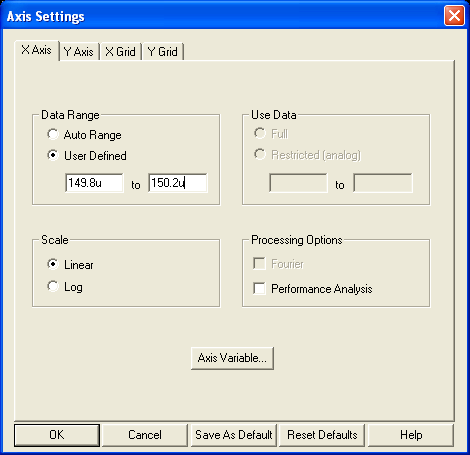 Axis Settings
X Axis Y Axis X Grid Y Grid
Data Range
Auto Range
User Defined
149.8u to 150.2u
Use Data
Full
Restricted (analog)
to
Scale
Linear
Log
Processing Options
Fourier
Performance Analysis
Axis Variable...
OK Cancel Save As Default Reset Defaults Help